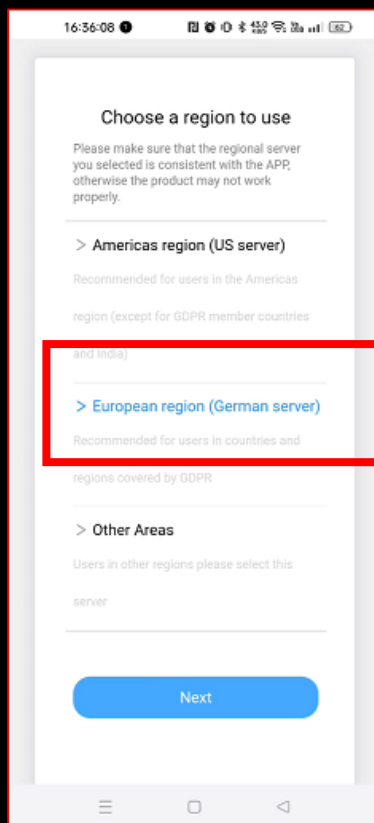 16:36:08
62
Choose a region to use
Please make sure that the regional server
you selected is consistent with the APP,
otherwise the product may not work
properly.
> Americas region (US server)
Recommended for users in the Americas
region (except for GDPR member countries
and India)
> European region (German server)
Recommended for users in countries and
regions covered by GDPR
> Other Areas
Users in other regions please select this
server
Next